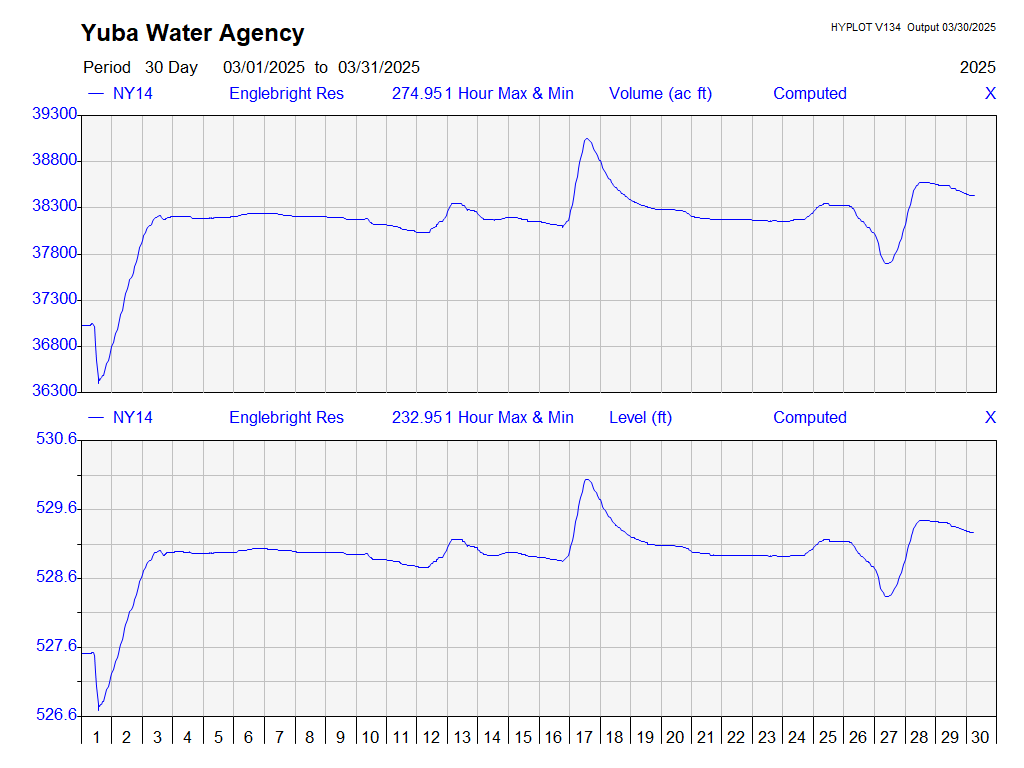 Yuba Water Agency
HYPLOT V134 Output 03/30/2025
Period 30 Day 03/01/2025 to 03/31/2025 2025
NY14 Englebright Res 274.951 Hour Max & Min Volume (ac ft) Computed X
39300
38800
38300
37800
37300
36800
36300
NY14 Englebright Res 232.951 Hour Max & Min Level (ft) Computed X
530.6
529.6
528.6
527.6
526.6
1 2 3 4 5 6 7 8 9 10 11 12 13 14 15 16 17 18 19 20 21 22 23 24 25 26 27 28 29 30